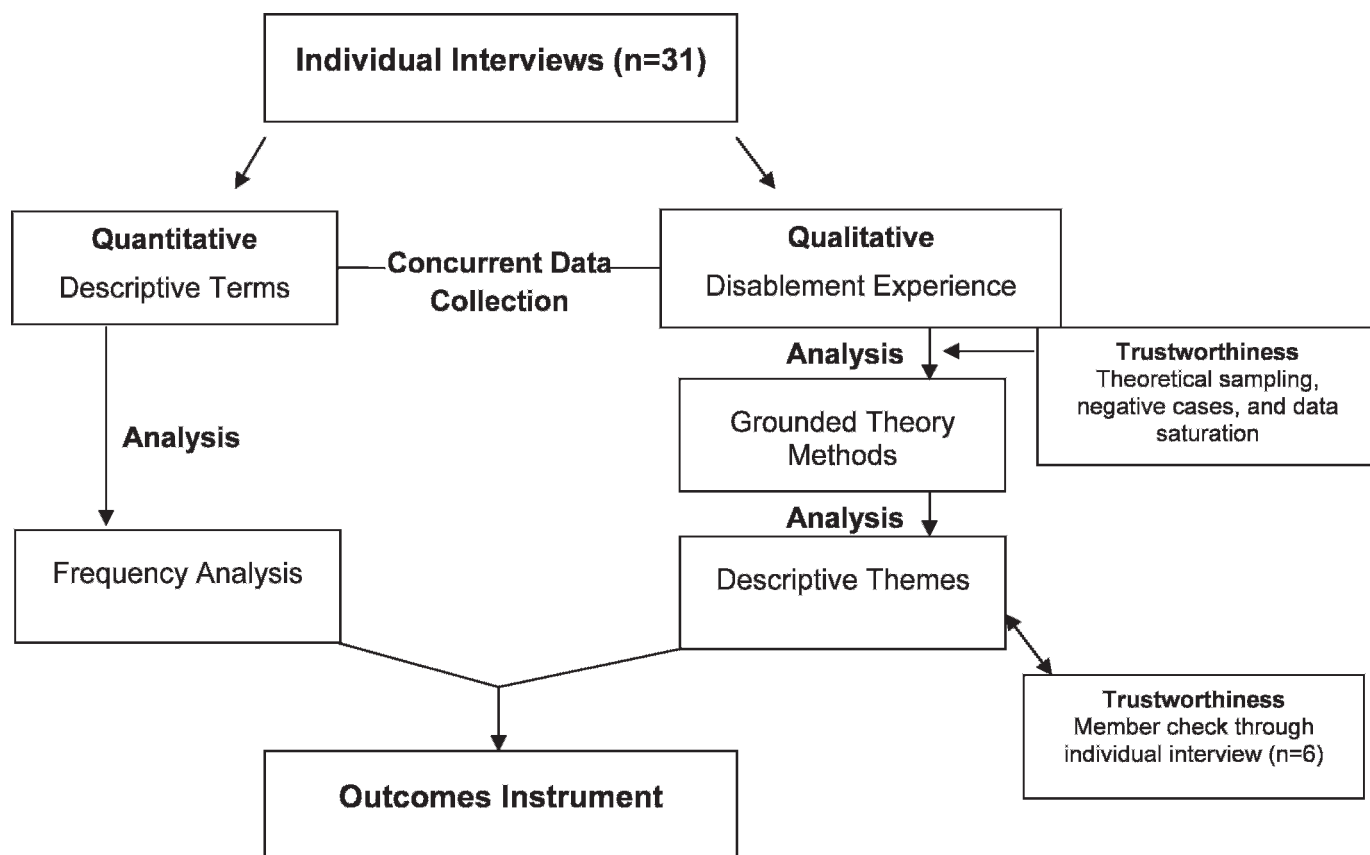 Individual Interviews (n=31)
Quantitative
Descriptive Terms
Concurrent Data
Collection
Qualitative
Disablement Experience
Analysis
Trustworthiness
Theoretical sampling,
negative cases, and data
saturation
Grounded Theory
Methods
Analysis
Analysis
Frequency Analysis
Descriptive Themes
Trustworthiness
Member check through
individual interview (n=6)
Outcomes Instrument